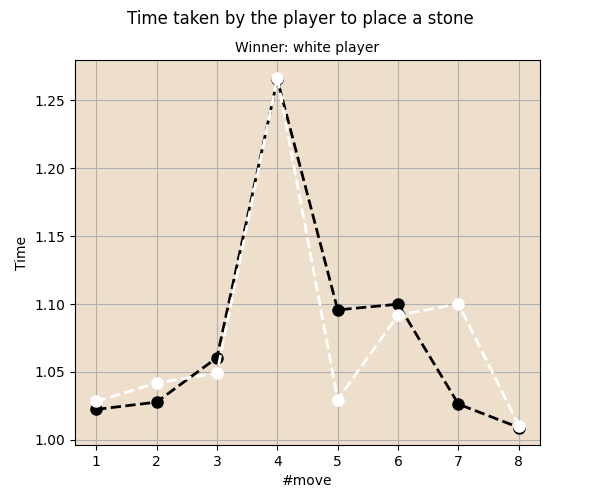 Time taken by the player to place a stone
Winner: white player
1.25
1.20
1.15
1.10
1.05
1.00
Time
1 2 3 4 5 6 7 8
#move